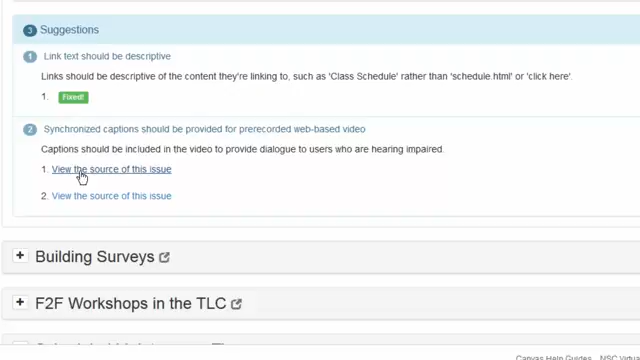 3 Suggestions
1 Link text should be descriptive
Links should be descriptive of the content they're linking to, such as 'Class Schedule' rather than 'schedule.html' or 'click here'.
1. Fixed!
2 Synchronized captions should be provided for prerecorded web-based video
Captions should be included in the video to provide dialogue to users who are hearing impaired.
1. View the source of this issue
2. View the source of this issue
+ Building Surveys
+ F2F Workshops in the TLC
Canvas Help Guides NSC Virtua